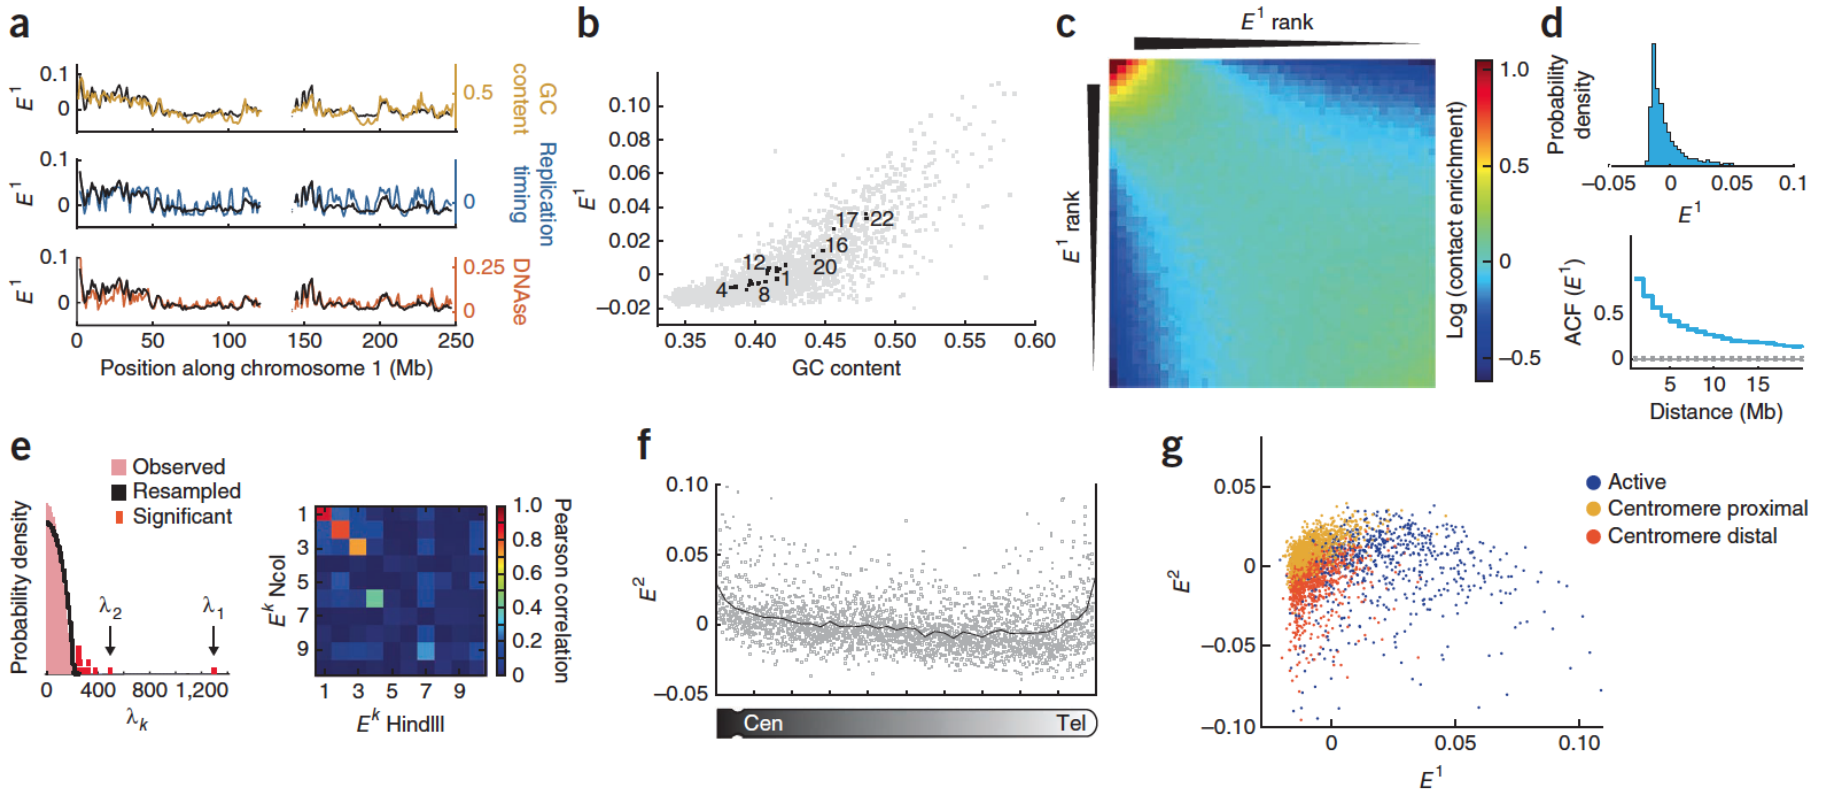 a
0.1
0
E1
0.5
GC content
0.1
0
E1
0
Replication timing
0.1
0
E1
0.25
0
DNAse
0 50 100 150 200 250
Position along chromosome 1 (Mb)
b
0.10
0.08
0.06
0.04
0.02
0
–0.02
E1
17 22
16
12
20
1
4 8
0.35 0.40 0.45 0.50 0.55 0.60
GC content
c
E1 rank
E1 rank
1.0
0.5
0
–0.5
Log (contact enrichment)
d
Probability density
–0.05 0 0.05 0.1
E1
ACF (E1)
0.5
0
5 10 15
Distance (Mb)
e
Observed
Resampled
Significant
Probability density
λ2 λ1
0 400 800 1,200
λk
Ek NcoI
1
3
5
7
9
1 3 5 7 9
Ek HindIII
1.0
0.8
0.6
0.4
0.2
0
Pearson correlation
f
0.10
0.05
0
–0.05
E2
Cen Tel
g
0.05
0
–0.05
–0.10
E2
0 0.05 0.10
E1
Active
Centromere proximal
Centromere distal